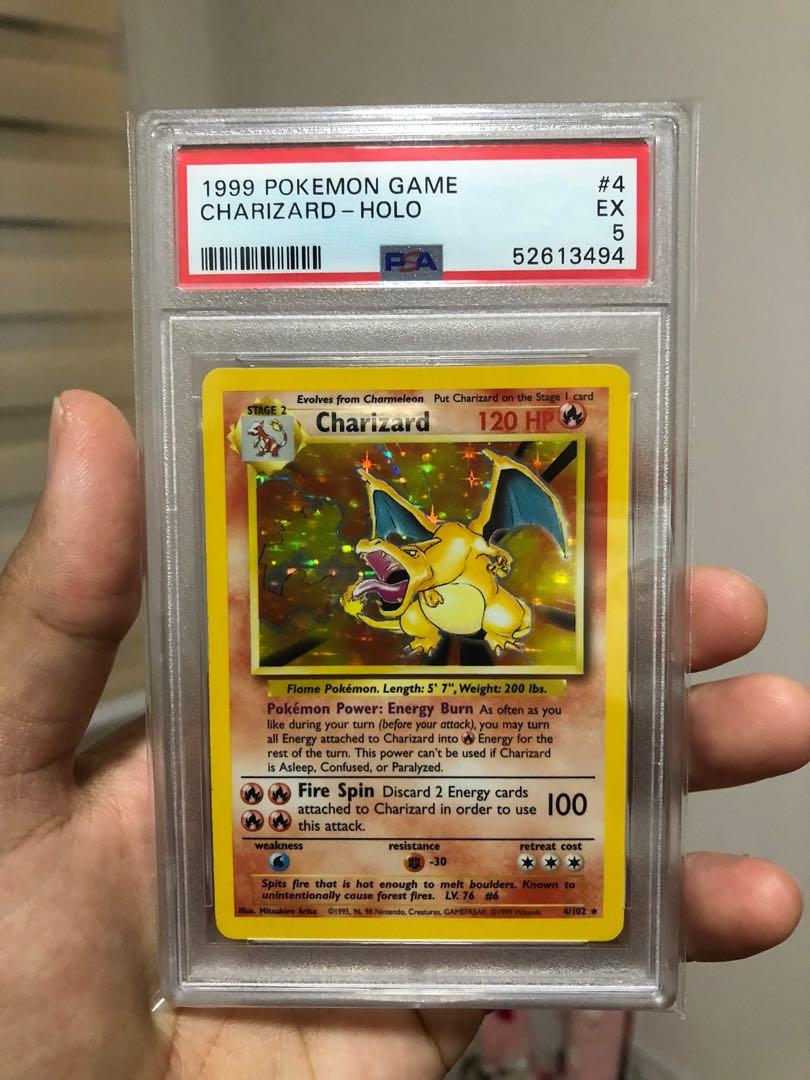 1999 POKEMON GAME #4
CHARIZARD – HOLO EX
5
PSA 52613494
Evolves from Charmeleon Put Charizard on the Stage 1 card
STAGE 2
Charizard 120 HP
Flame Pokémon. Length: 5' 7", Weight: 200 lbs.
Pokémon Power: Energy Burn As often as you
like during your turn (before your attack), you may turn
all Energy attached to Charizard into Energy for the
rest of the turn. This power can't be used if Charizard
is Asleep, Confused, or Paralyzed.
Fire Spin Discard 2 Energy cards
attached to Charizard in order to use 100
this attack.
weakness resistance retreat cost
-30
Spits fire that is hot enough to melt boulders. Known to
unintentionally cause forest fires. LV. 76 #6
Illus. Mitsuhiro Arita ©1995, 96, 98 Nintendo, Creatures, GAMEFREAK. ©1999 Wizards. 4/102 ★